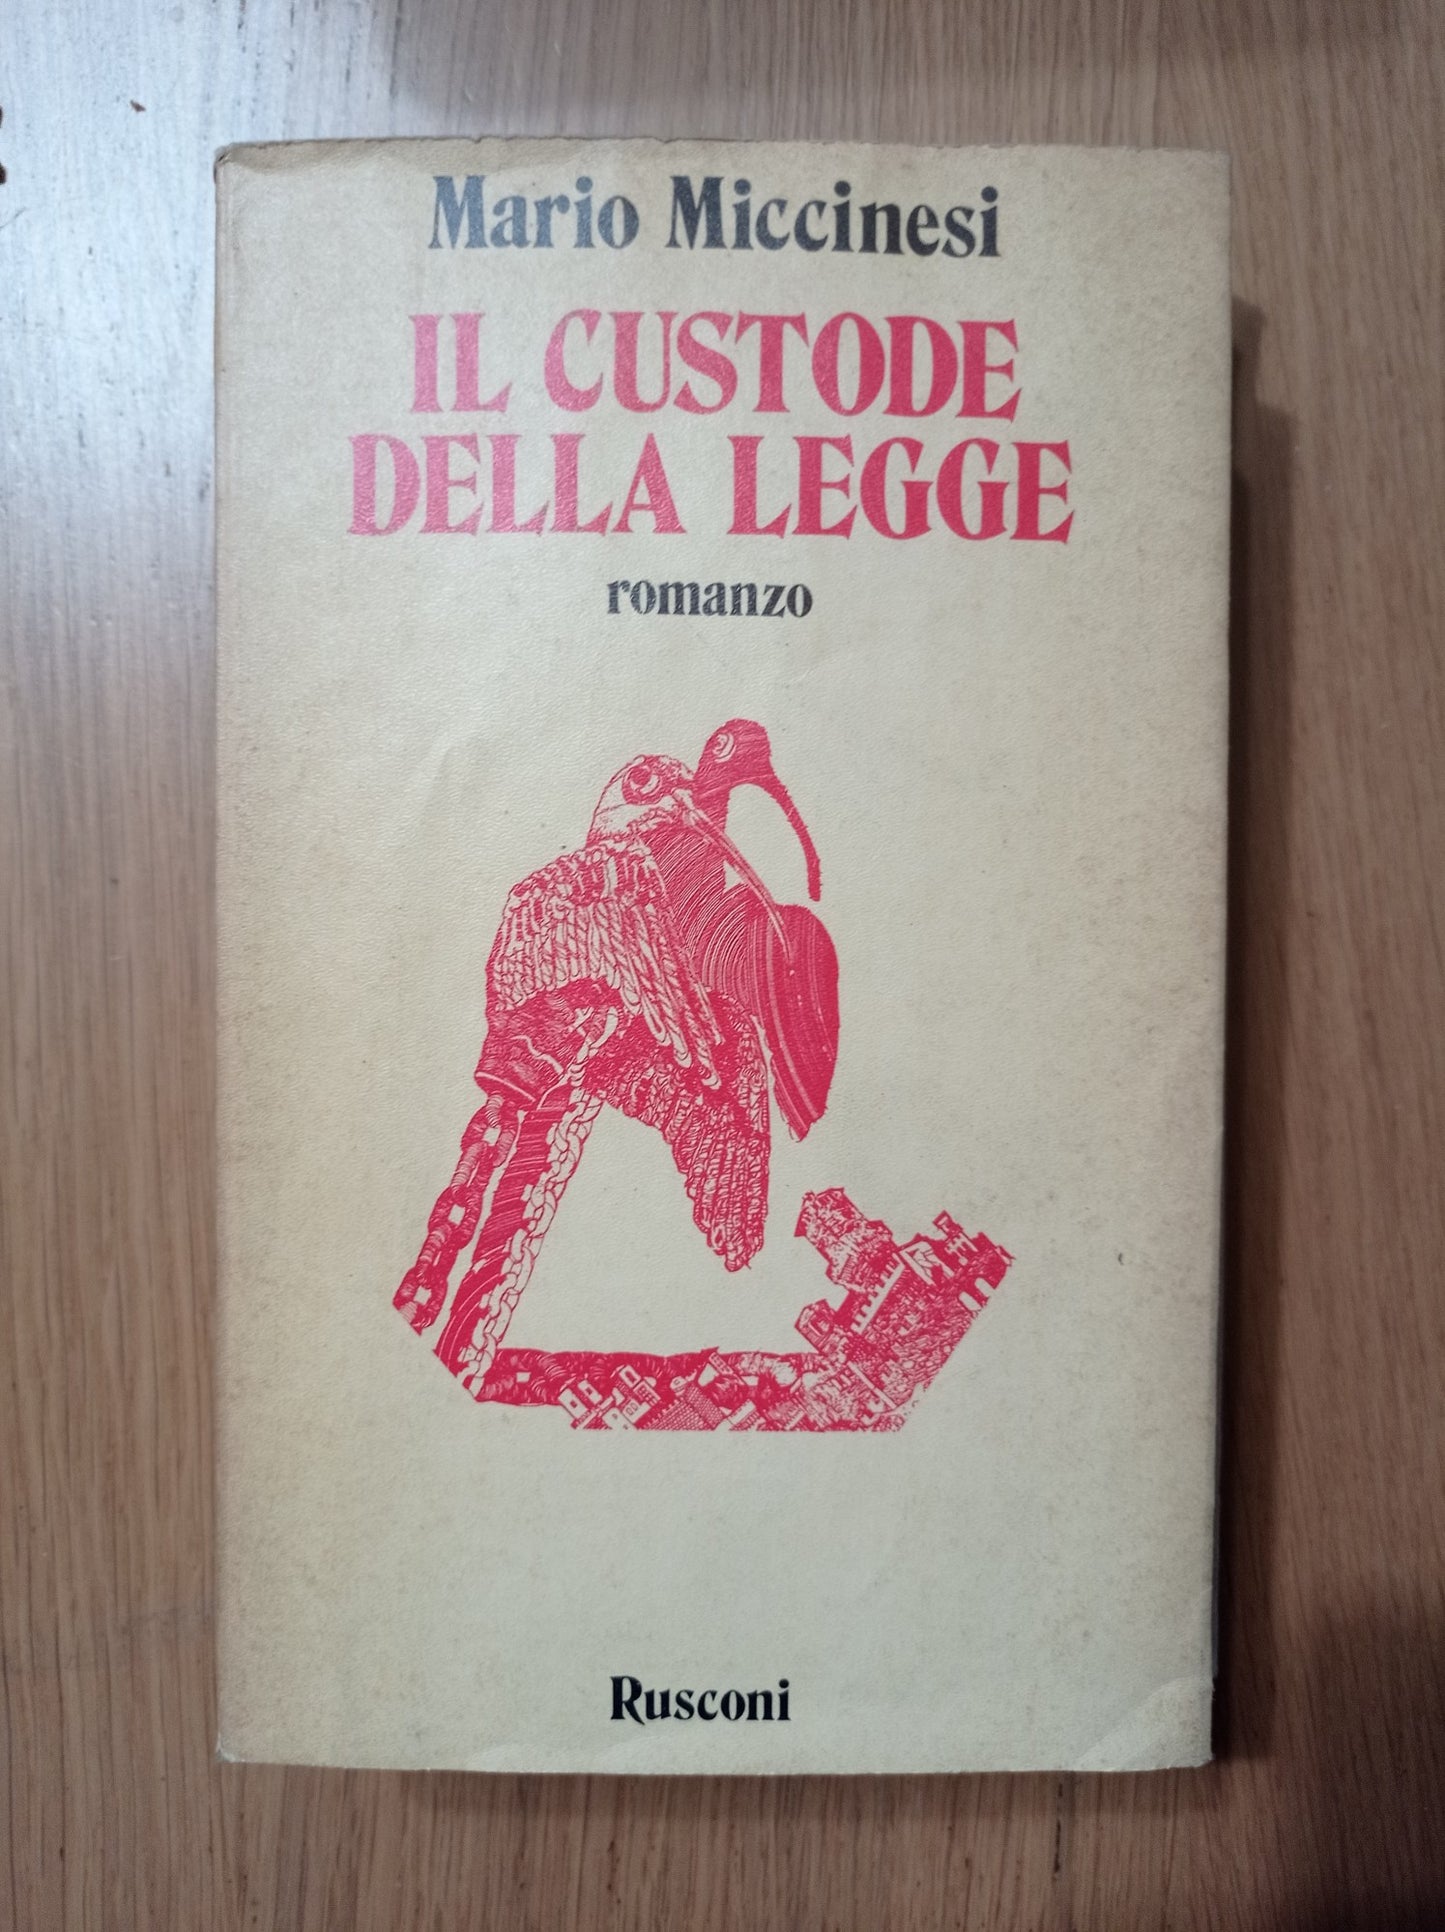 Mario Miccinesi
IL CUSTODE
DELLA LEGGE
romanzo
Rusconi